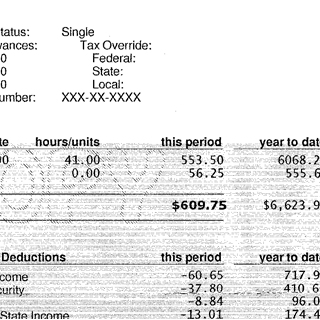 tatus: Single
wances: Tax Override:
0 Federal:
0 State:
0 Local:
umber: XXX-XX-XXXX
te hours/units this period year to dat
00 41.00 553.50 6068.2
0.00 56.25 555.6
$609.75 $6,623.9
Deductions this period year to dat
come -60.65 717.9
curity -37.80 410.6
-8.84 96.0
State Income -13.01 174.4